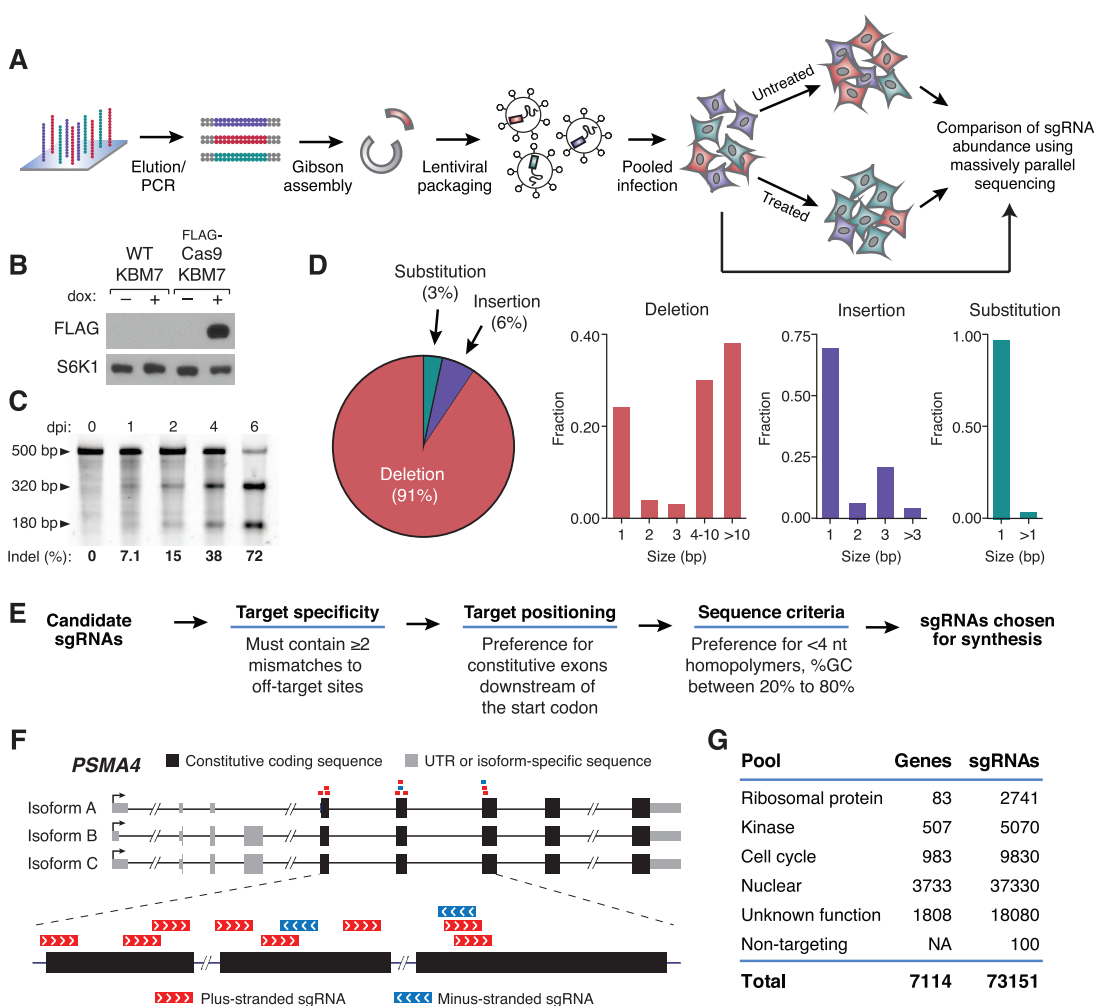 A
Elution/
PCR
Gibson
assembly
Lentiviral
packaging
Pooled
infection
Untreated
Treated
Comparison of sgRNA
abundance using
massively parallel
sequencing
B
WT
KBM7
FLAG-
Cas9
KBM7
dox: − + − +
FLAG
S6K1
C
dpi: 0 1 2 4 6
500 bp
320 bp
180 bp
Indel (%): 0 7.1 15 38 72
D
Substitution
(3%)
Insertion
(6%)
Deletion
(91%)
Deletion
Fraction
0.40
0.20
0.00
1 2 3 4-10 >10
Size (bp)
Insertion
Fraction
0.75
0.50
0.25
0.00
1 2 3 >3
Size (bp)
Substitution
Fraction
1.00
0.50
0.00
1 >1
Size (bp)
E
Candidate
sgRNAs
Target specificity
Must contain ≥2
mismatches to
off-target sites
Target positioning
Preference for
constitutive exons
downstream of
the start codon
Sequence criteria
Preference for <4 nt
homopolymers, %GC
between 20% to 80%
sgRNAs chosen
for synthesis
F
PSMA4
Constitutive coding sequence
UTR or isoform-specific sequence
Isoform A
Isoform B
Isoform C
Plus-stranded sgRNA
Minus-stranded sgRNA
G
Pool Genes sgRNAs
Ribosomal protein 83 2741
Kinase 507 5070
Cell cycle 983 9830
Nuclear 3733 37330
Unknown function 1808 18080
Non-targeting NA 100
Total 7114 73151